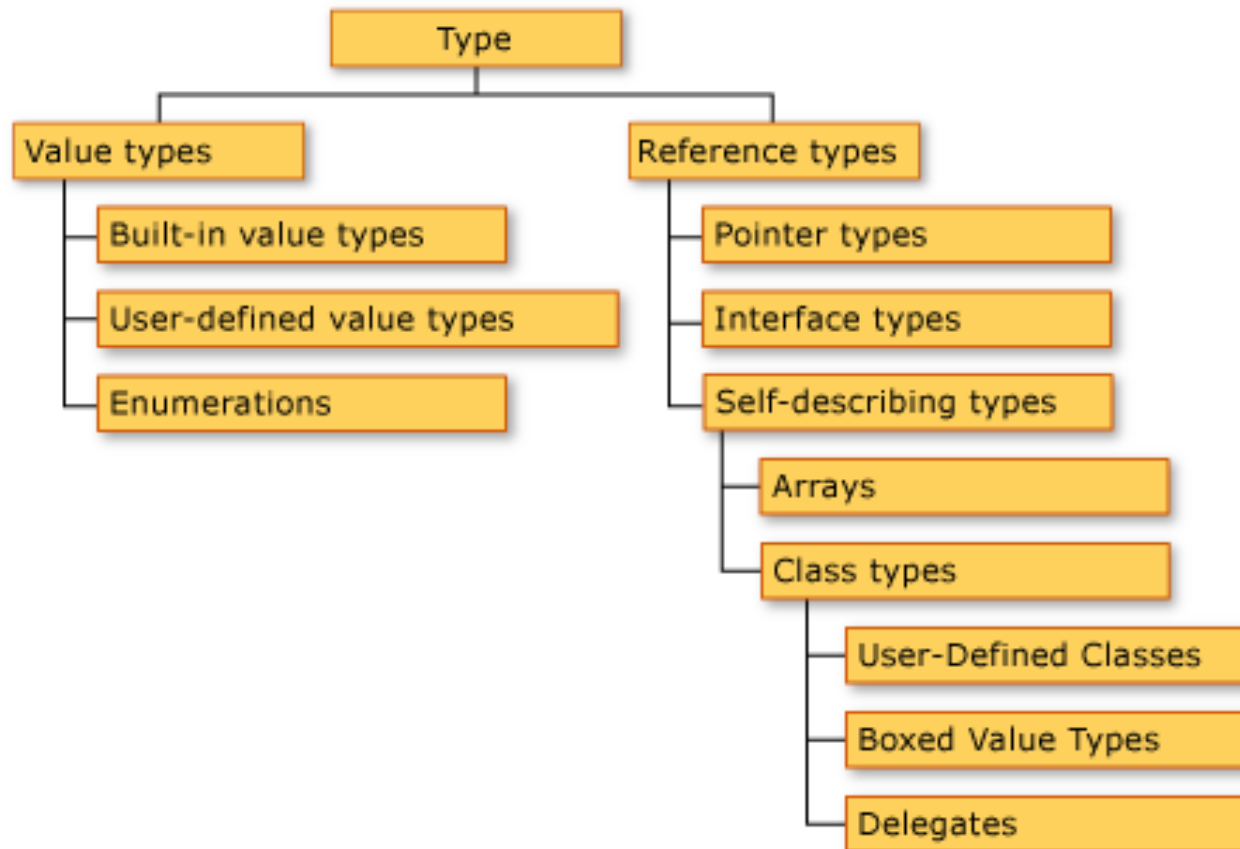 Type
Value types
Built-in value types
User-defined value types
Enumerations
Reference types
Pointer types
Interface types
Self-describing types
Arrays
Class types
User-Defined Classes
Boxed Value Types
Delegates